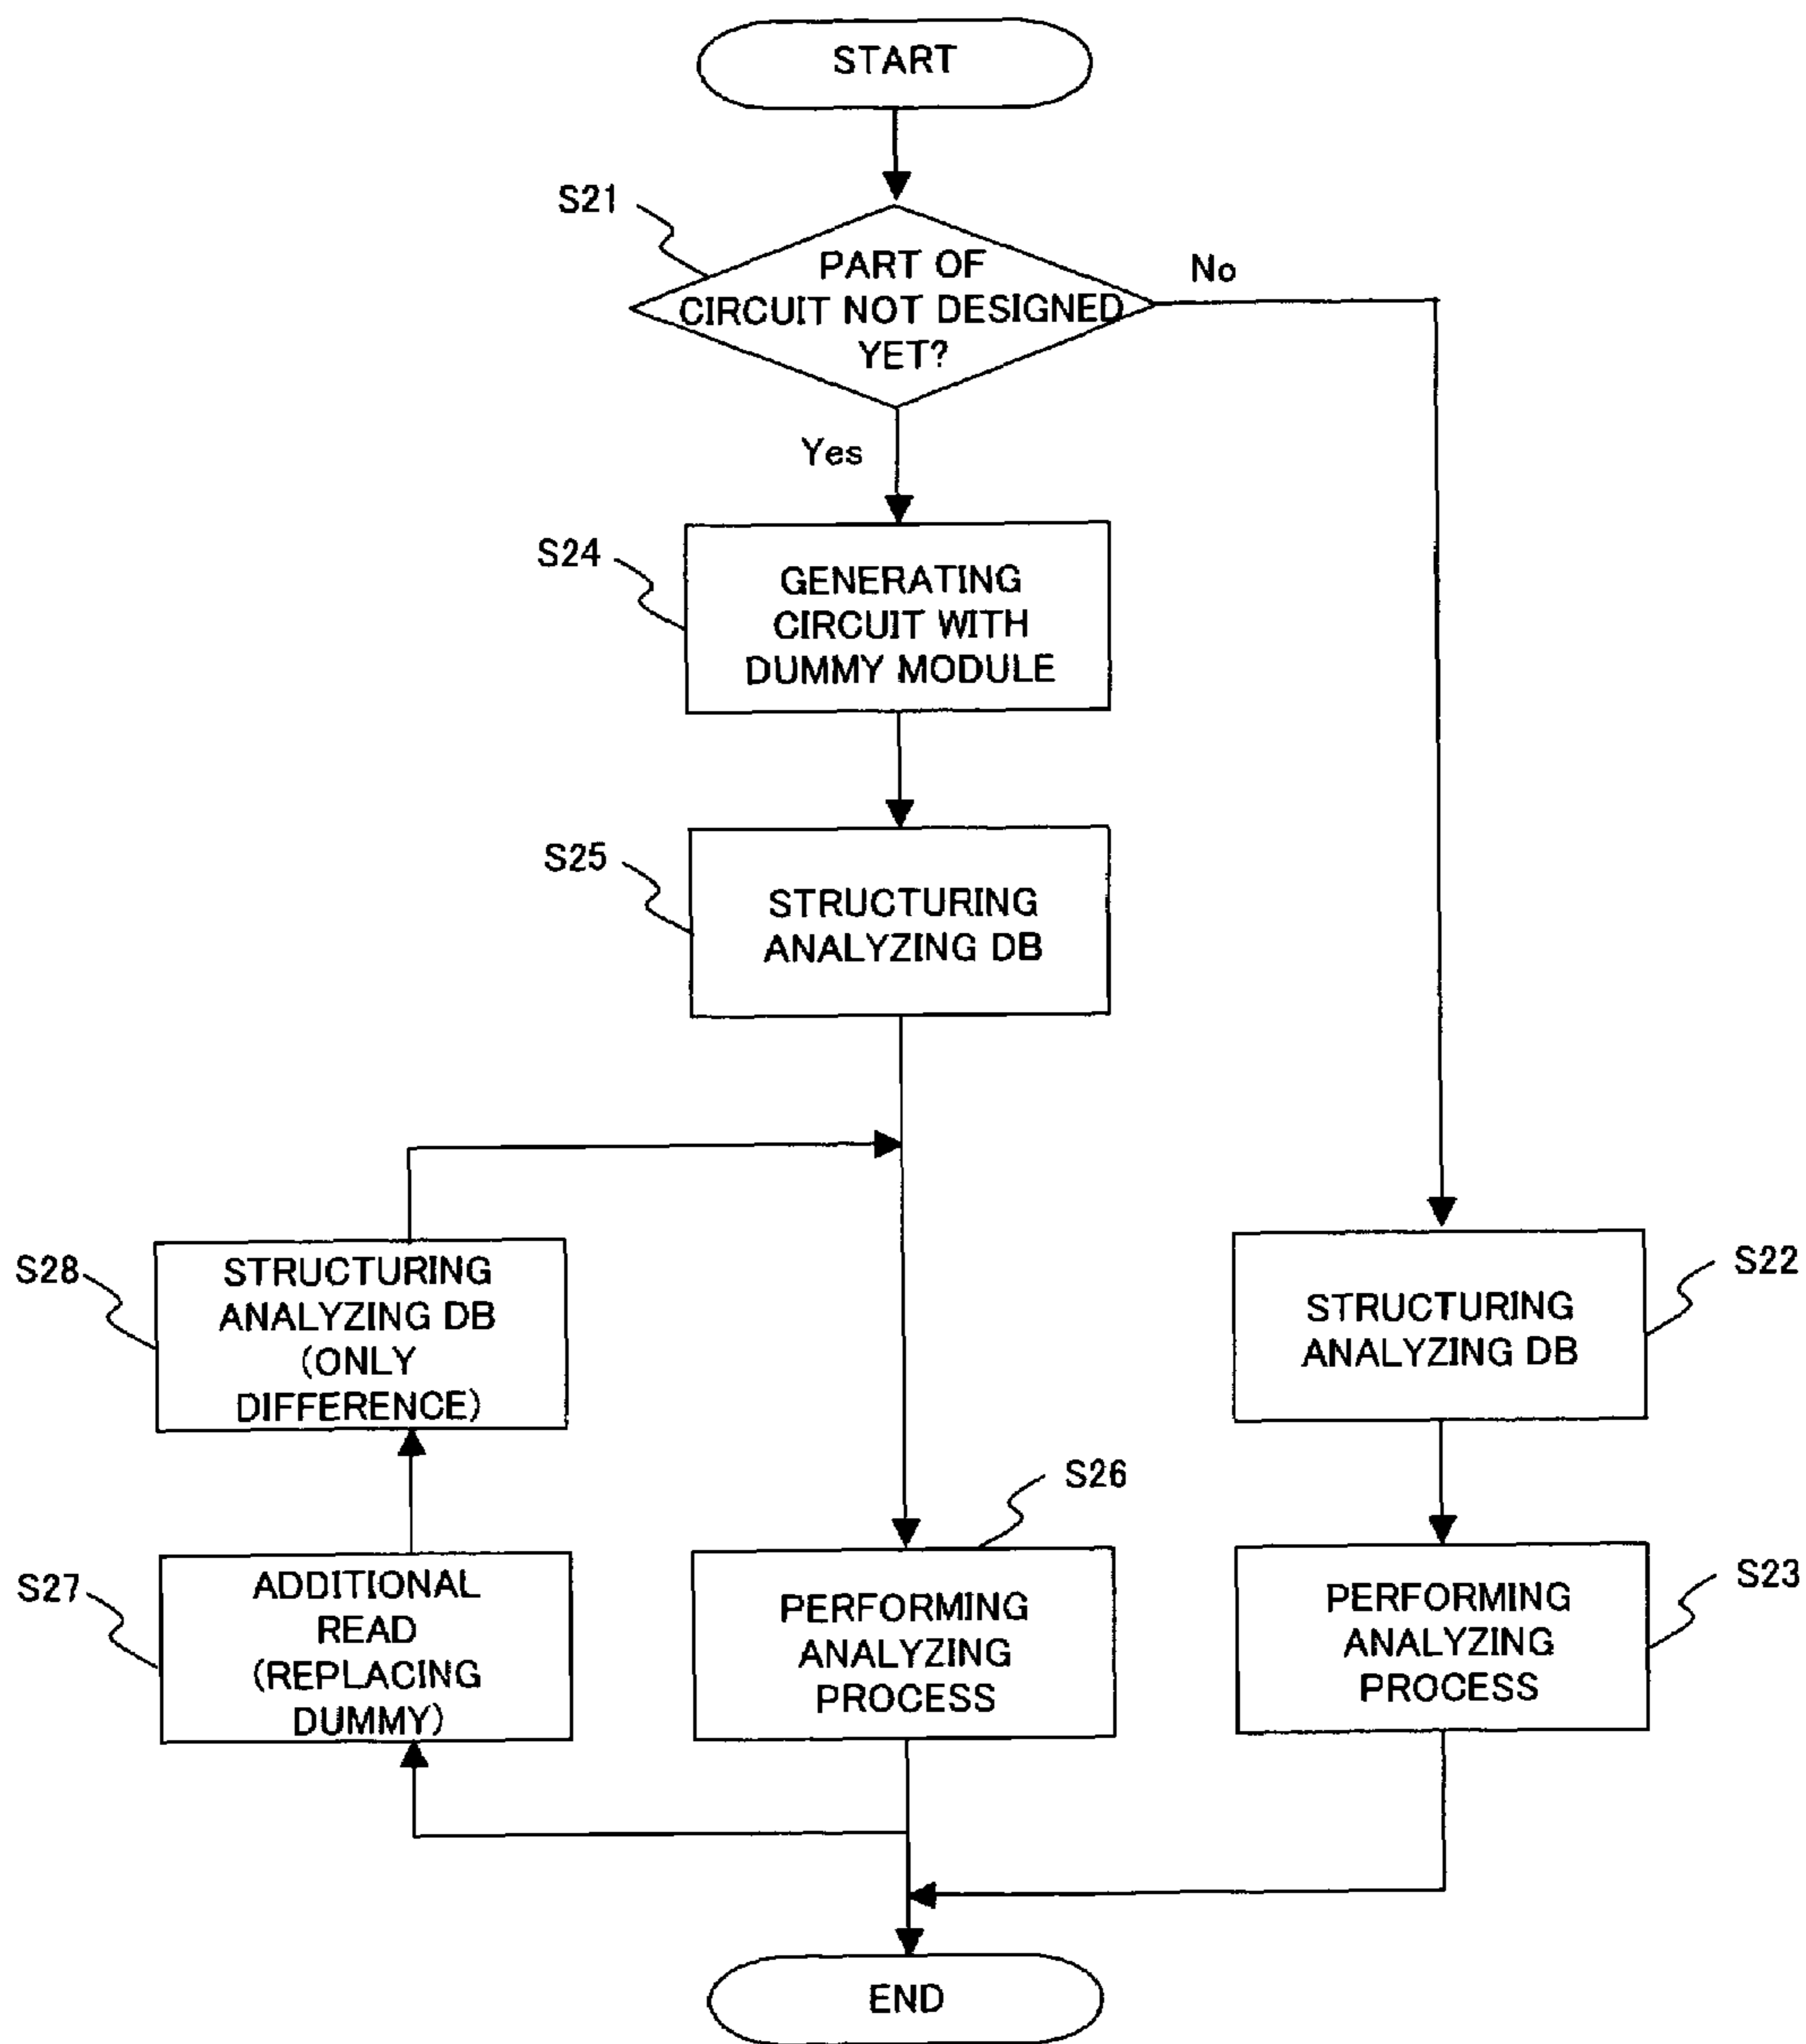 START
S21
PART OF
CIRCUIT NOT DESIGNED
YET?
No
Yes
S24
GENERATING
CIRCUIT WITH
DUMMY MODULE
S25
STRUCTURING
ANALYZING DB
S28
STRUCTURING
ANALYZING DB
(ONLY
DIFFERENCE)
S22
STRUCTURING
ANALYZING DB
S27
ADDITIONAL
READ
(REPLACING
DUMMY)
S26
PERFORMING
ANALYZING
PROCESS
S23
PERFORMING
ANALYZING
PROCESS
END